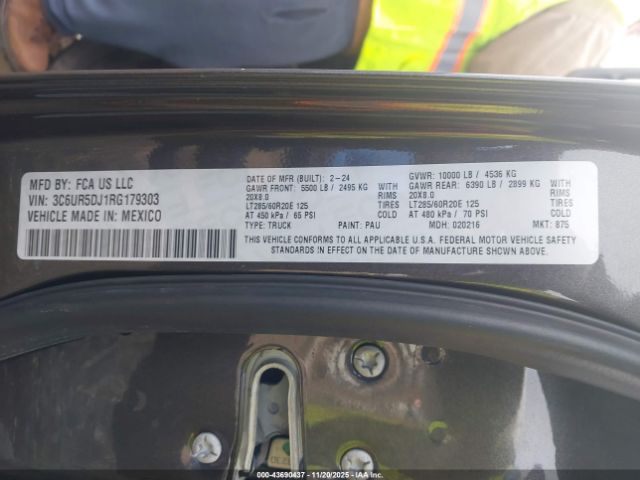 MFD BY: FCA US LLC
VIN: 3C6UR5DJ1RG179303
VEHICLE MADE IN: MEXICO
DATE OF MFR (BUILT): 2-24
GAWR FRONT: 5500 LB / 2495 KG WITH
20X8.0 RIMS
LT285/60R20E 125 TIRES
AT 450 kPa / 65 PSI COLD
TYPE: TRUCK PAINT: PAU
GVWR: 10000 LB / 4536 KG
GAWR REAR: 6390 LB / 2899 KG WITH
20X8.0 RIMS
LT285/60R20E 125 TIRES
AT 480 kPa / 70 PSI COLD
MDH: 020216 MKT: 875
THIS VEHICLE CONFORMS TO ALL APPLICABLE U.S.A. FEDERAL MOTOR VEHICLE SAFETY
STANDARDS IN EFFECT ON THE DATE OF MANUFACTURE SHOWN ABOVE.
Stock #: 43690437 - 11/20/2025 - IAAI.com